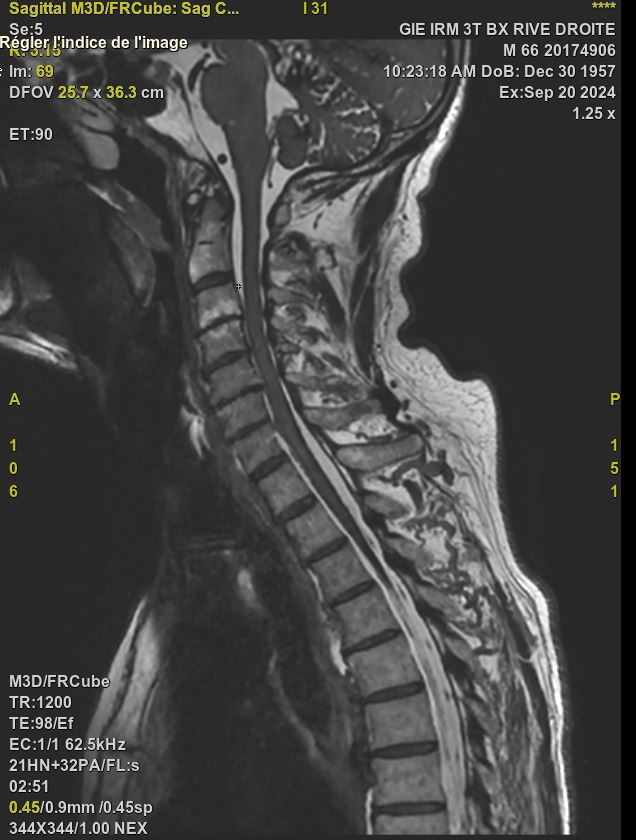 Sagittal M3D/FRCube: Sag C... I 31 ****
Se:5 GIE IRM 3T BX RIVE DROITE
Régler l'indice de l'image
R: 3.15 M 66 20174906
Im: 69 10:23:18 AM DoB: Dec 30 1957
DFOV 25.7 x 36.3 cm Ex:Sep 20 2024
1.25 x
ET:90
A P
1 1
0 5
6 1
M3D/FRCube
TR:1200
TE:98/Ef
EC:1/1 62.5kHz
21HN+32PA/FL:s
02:51
0.45/0.9mm /0.45sp
344X344/1.00 NEX